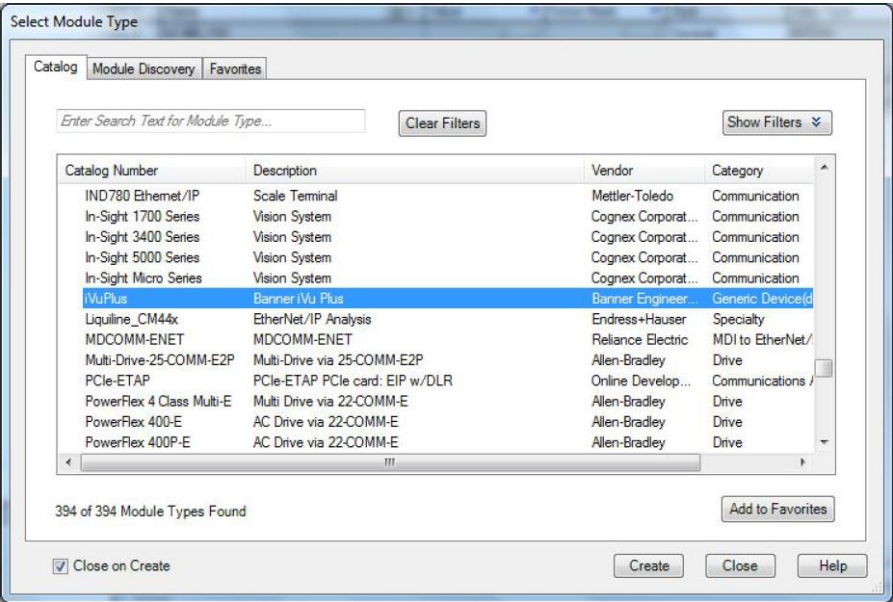 Select Module Type
Catalog Module Discovery Favorites
Enter Search Text for Module Type... Clear Filters Show Filters
Catalog Number Description Vendor Category
IND780 Ethernet/IP Scale Terminal Mettler-Toledo Communication
In-Sight 1700 Series Vision System Cognex Corporat... Communication
In-Sight 3400 Series Vision System Cognex Corporat... Communication
In-Sight 5000 Series Vision System Cognex Corporat... Communication
In-Sight Micro Series Vision System Cognex Corporat... Communication
iVuPlus Banner iVu Plus Banner Engineer... Generic Device(d
Liquiline_CM44x EtherNet/IP Analysis Endress+Hauser Specialty
MDCOMM-ENET MDCOMM-ENET Reliance Electric MDI to EtherNet/
Multi-Drive-25-COMM-E2P Multi-Drive via 25-COMM-E2P Allen-Bradley Drive
PCIe-ETAP PCIe-ETAP PCIe card: EIP w/DLR Online Develop... Communications
PowerFlex 4 Class Multi-E Multi Drive via 22-COMM-E Allen-Bradley Drive
PowerFlex 400-E AC Drive via 22-COMM-E Allen-Bradley Drive
PowerFlex 400P-E AC Drive via 22-COMM-E Allen-Bradley Drive
394 of 394 Module Types Found Add to Favorites
Close on Create Create Close Help